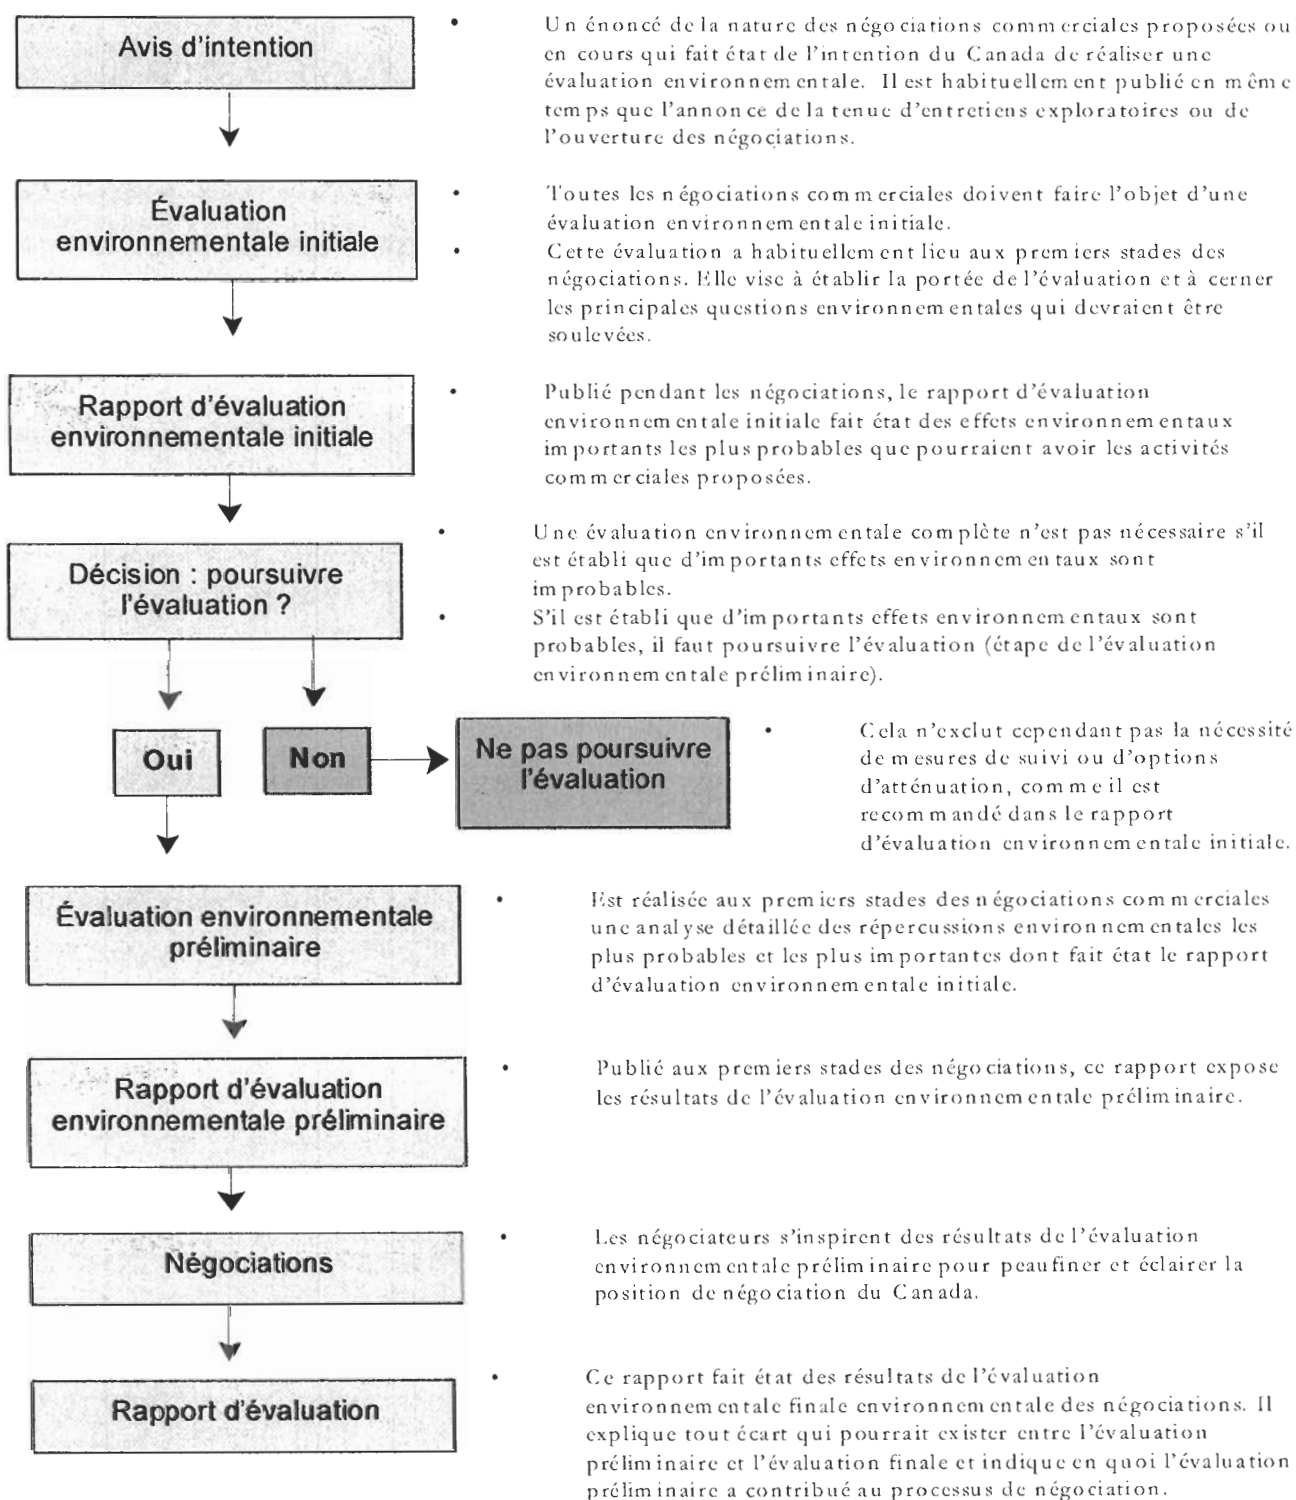 Avis d'intention
• Un énoncé de la nature des négociations commerciales proposées ou
en cours qui fait état de l'intention du Canada de réaliser une
évaluation environnementale. Il est habituellement publié en même
temps que l'annonce de la tenue d'entretiens exploratoires ou de
l'ouverture des négociations.
Évaluation
environnementale initiale
• Toutes les négociations commerciales doivent faire l'objet d'une
évaluation environnementale initiale.
• Cette évaluation a habituellement lieu aux premiers stades des
négociations. Elle vise à établir la portée de l'évaluation et à cerner
les principales questions environnementales qui devraient être
soulevées.
Rapport d'évaluation
environnementale initiale
• Publié pendant les négociations, le rapport d'évaluation
environnementale initiale fait état des effets environnementaux
importants les plus probables que pourraient avoir les activités
commerciales proposées.
Décision : poursuivre
l'évaluation ?
• Une évaluation environnementale complète n'est pas nécessaire s'il
est établi que d'importants effets environnementaux sont
improbables.
• S'il est établi que d'importants effets environnementaux sont
probables, il faut poursuivre l'évaluation (étape de l'évaluation
environnementale préliminaire).
Oui
Non
Ne pas poursuivre
l'évaluation
• Cela n'exclut cependant pas la nécessité
de mesures de suivi ou d'options
d'atténuation, comme il est
recommandé dans le rapport
d'évaluation environnementale initiale.
Évaluation environnementale
préliminaire
• Est réalisée aux premiers stades des négociations commerciales
une analyse détaillée des répercussions environnementales les
plus probables et les plus importantes dont fait état le rapport
d'évaluation environnementale initiale.
Rapport d'évaluation
environnementale préliminaire
• Publié aux premiers stades des négociations, ce rapport expose
les résultats de l'évaluation environnementale préliminaire.
Négociations
• Les négociateurs s'inspirent des résultats de l'évaluation
environnementale préliminaire pour peaufiner et éclairer la
position de négociation du Canada.
Rapport d'évaluation
• Ce rapport fait état des résultats de l'évaluation
environnementale finale environnementale des négociations. Il
explique tout écart qui pourrait exister entre l'évaluation
préliminaire et l'évaluation finale et indique en quoi l'évaluation
préliminaire a contribué au processus de négociation.